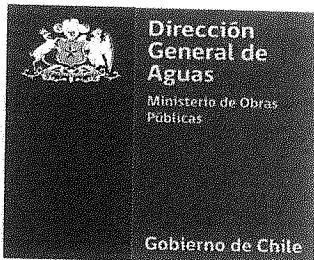 Dirección
General de
Aguas
Ministerio de Obras
Públicas
Gobierno de Chile